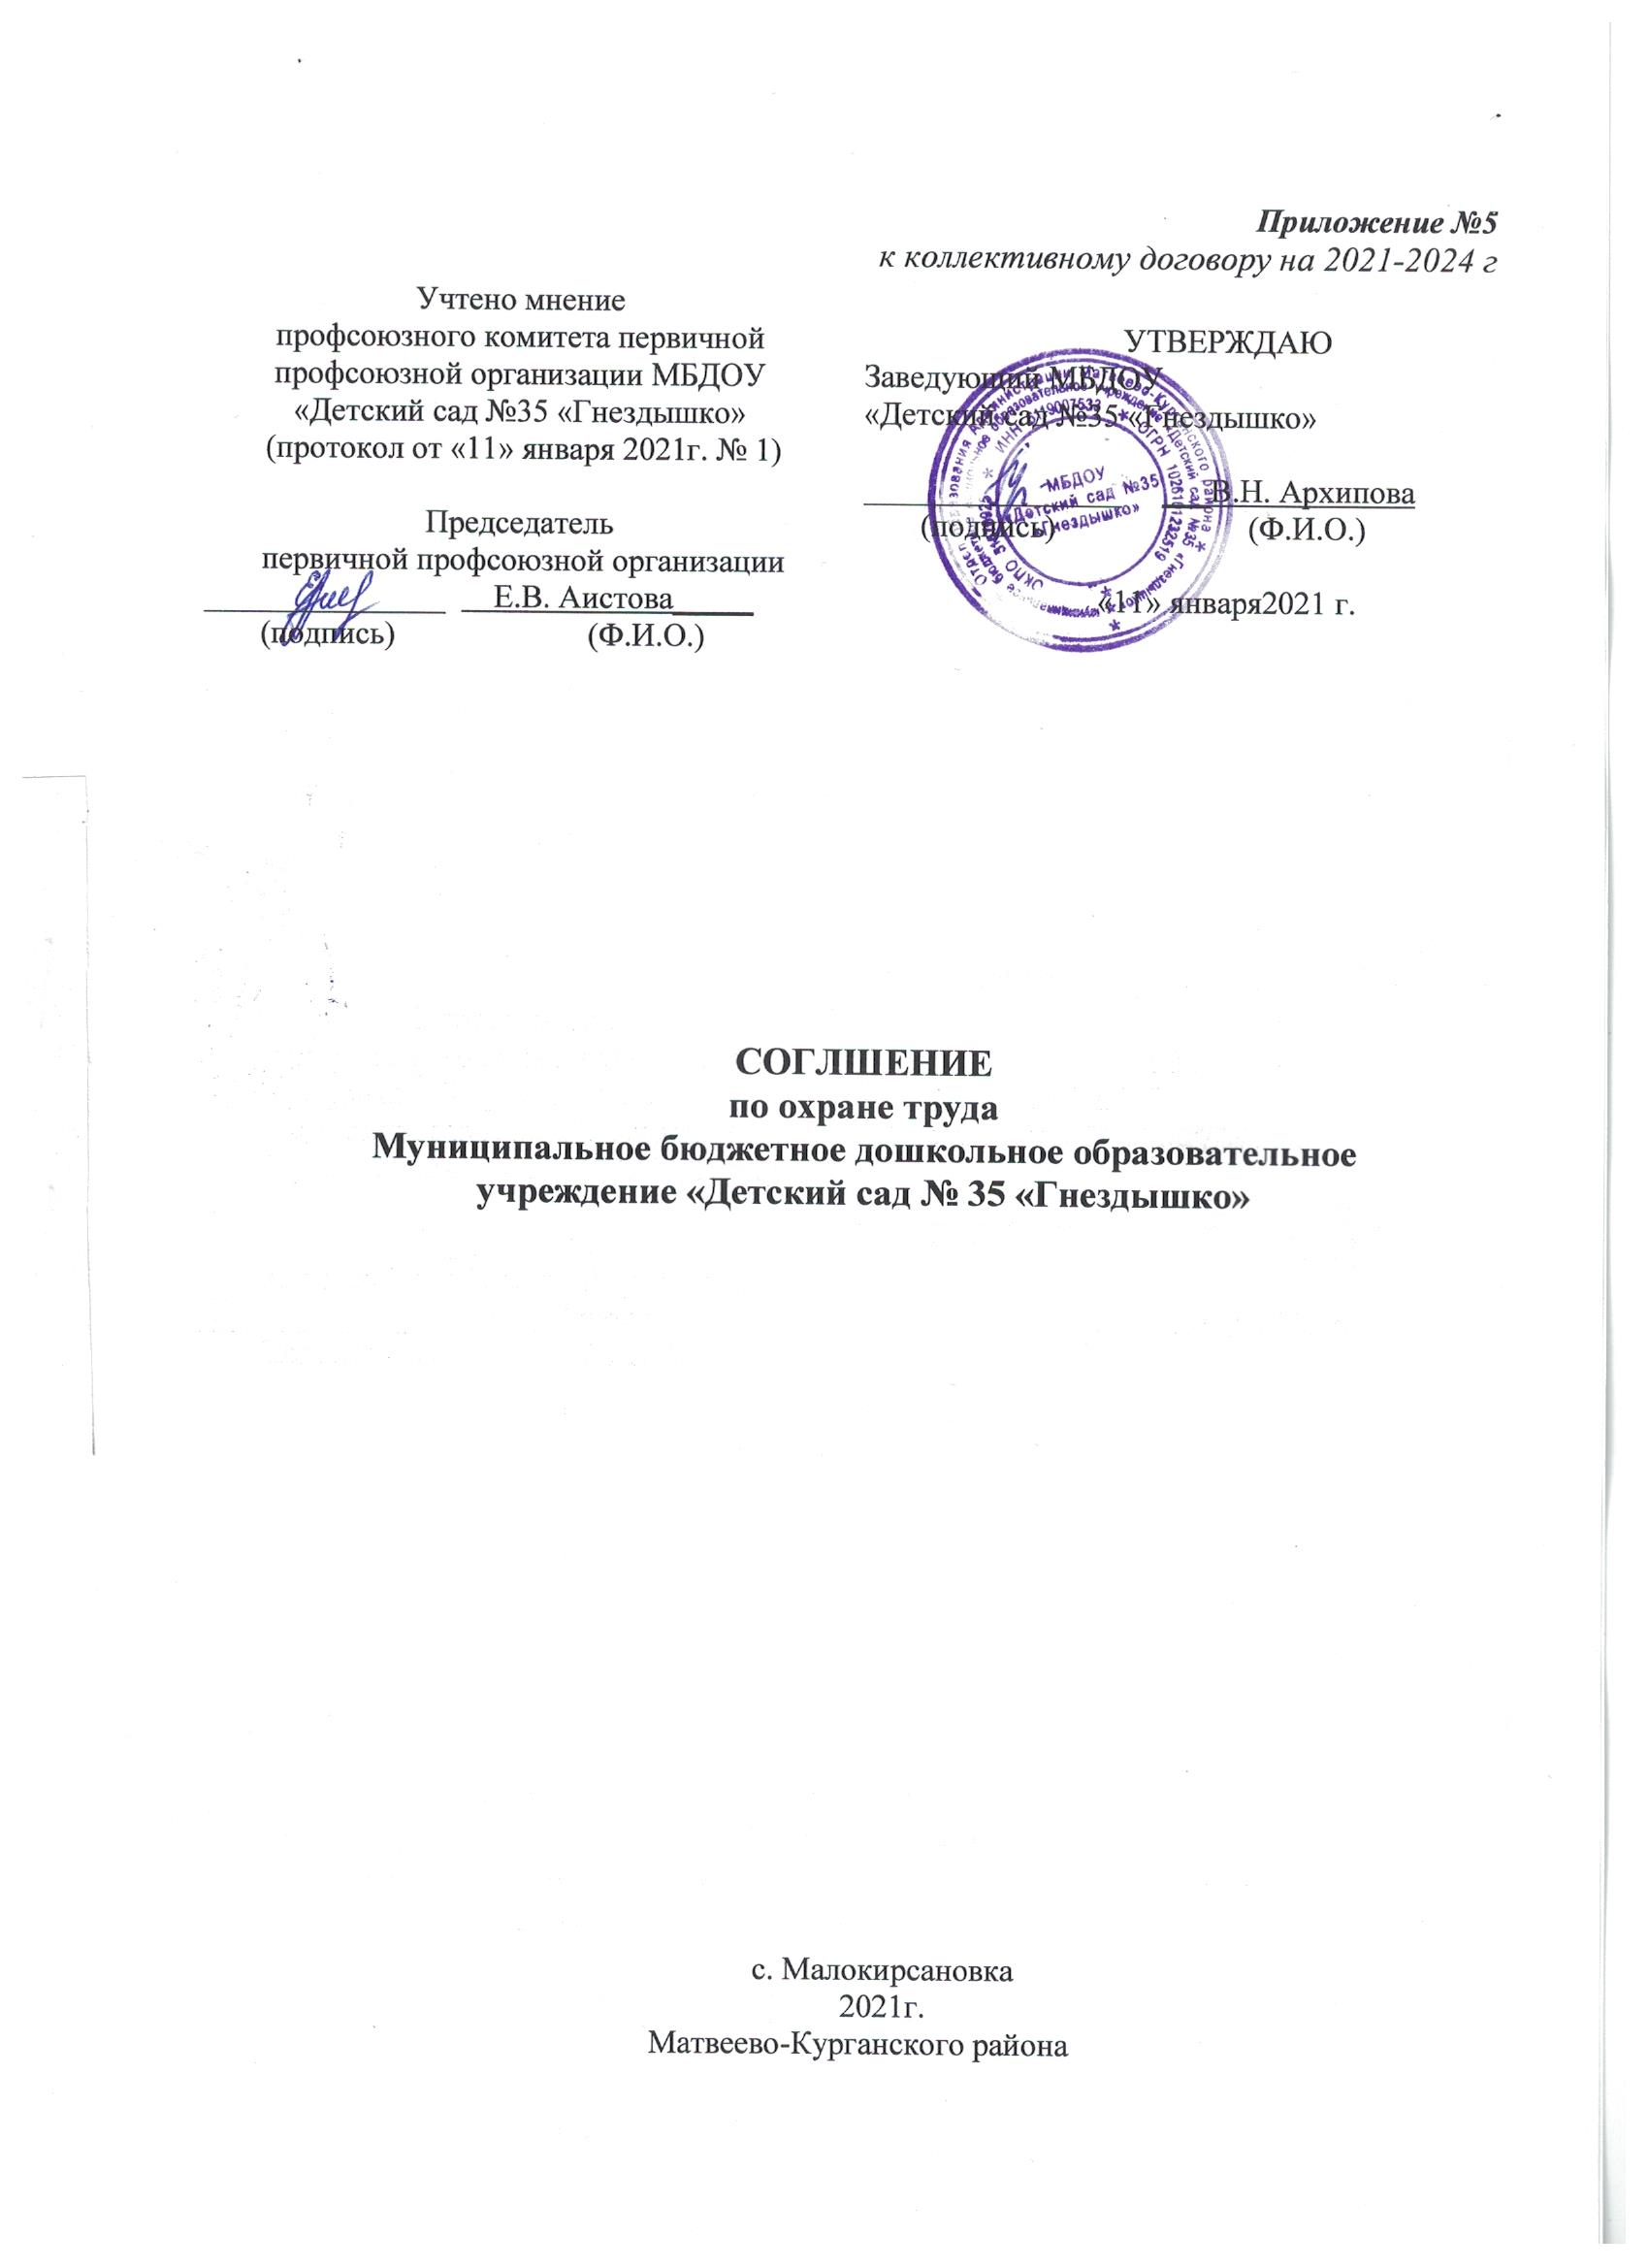 Приложение №5
к коллективному договору на 2021-2024 г
Учтено мнение
профсоюзного комитета первичной
профсоюзной организации МБДОУ
«Детский сад №35 «Гнездышко»
(протокол от «11» января 2021г. № 1)
Председатель
первичной профсоюзной организации
Е.В. Аистова
(подпись) (Ф.И.О.)
УТВЕРЖДАЮ
Заведующий МБДОУ
«Детский сад №35 «Гнездышко»
В.Н. Архипова
(подпись) (Ф.И.О.)
«11» января2021 г.
МБДОУ
«Детский сад №35
«Гнездышко»
СОГЛШЕНИЕ
по охране труда
Муниципальное бюджетное дошкольное образовательное
учреждение «Детский сад № 35 «Гнездышко»
с. Малокирсановка
2021г.
Матвеево-Курганского района